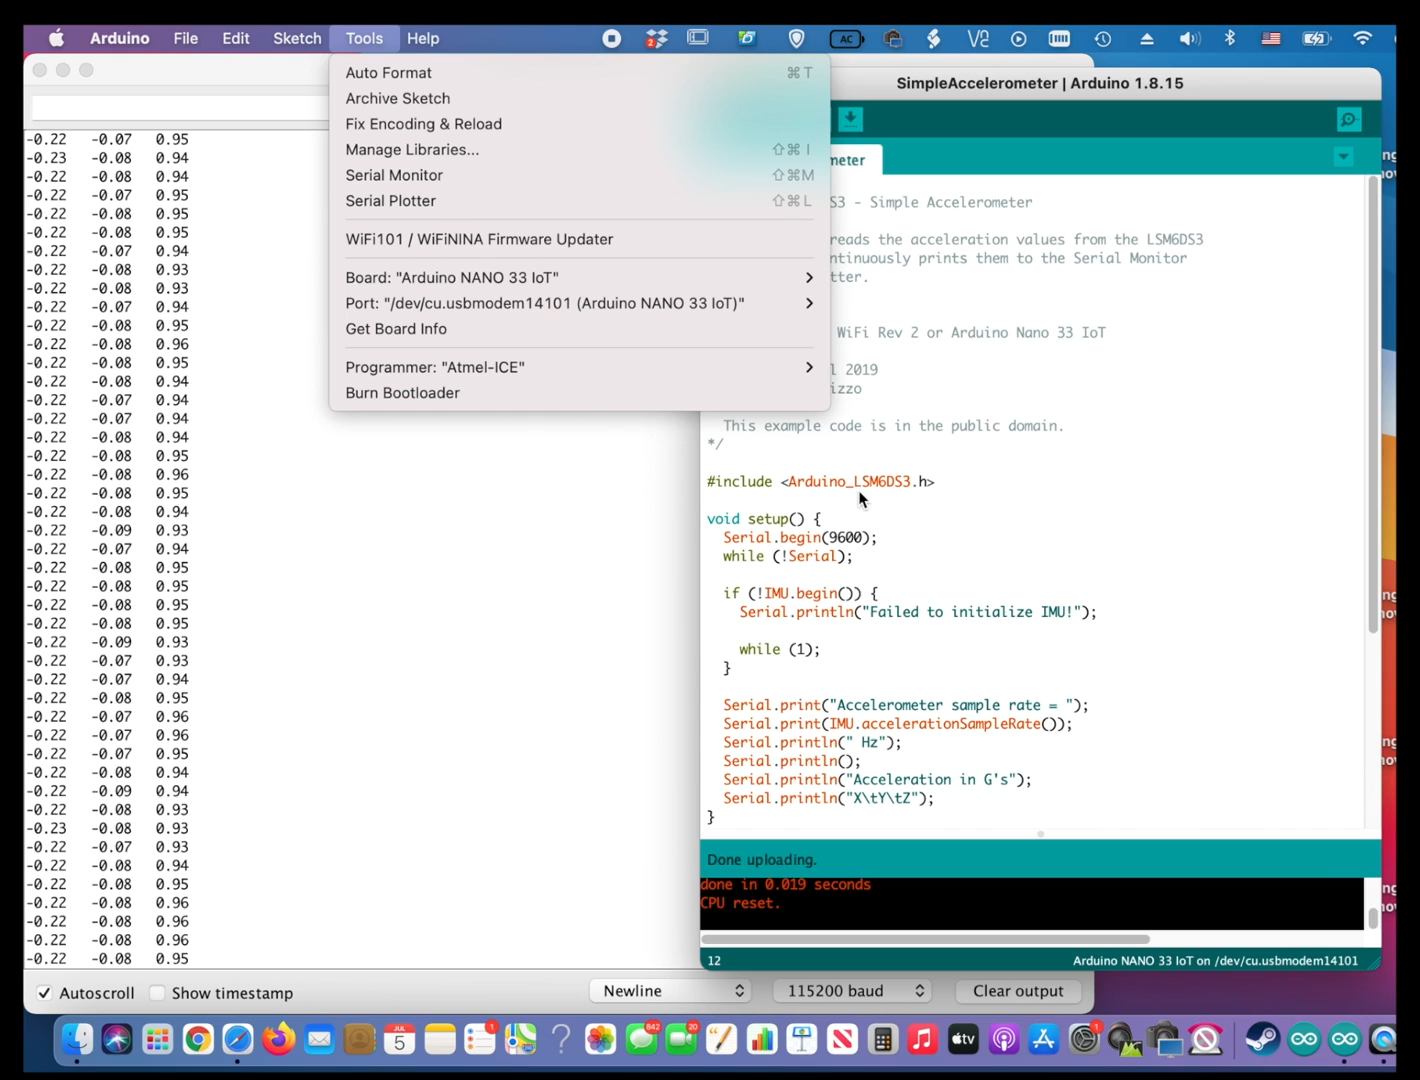 Arduino File Edit Sketch Tools Help
2
AC
V2
Auto Format ⌘T
Archive Sketch
Fix Encoding & Reload
Manage Libraries... ⇧⌘I
Serial Monitor ⇧⌘M
Serial Plotter ⇧⌘L
WiFi101 / WiFiNINA Firmware Updater
Board: "Arduino NANO 33 IoT"
Port: "/dev/cu.usbmodem14101 (Arduino NANO 33 IoT)"
Get Board Info
Programmer: "Atmel-ICE"
Burn Bootloader
-0.22 -0.07 0.95
-0.23 -0.08 0.94
-0.22 -0.08 0.94
-0.22 -0.07 0.95
-0.22 -0.08 0.95
-0.22 -0.08 0.95
-0.22 -0.07 0.94
-0.22 -0.08 0.93
-0.22 -0.08 0.93
-0.22 -0.07 0.94
-0.22 -0.08 0.95
-0.22 -0.08 0.96
-0.22 -0.08 0.95
-0.22 -0.08 0.94
-0.22 -0.07 0.94
-0.22 -0.07 0.94
-0.22 -0.08 0.94
-0.22 -0.08 0.95
-0.22 -0.08 0.96
-0.22 -0.08 0.95
-0.22 -0.08 0.94
-0.22 -0.09 0.93
-0.22 -0.07 0.94
-0.22 -0.08 0.95
-0.22 -0.08 0.95
-0.22 -0.08 0.95
-0.22 -0.08 0.95
-0.22 -0.09 0.93
-0.22 -0.07 0.93
-0.22 -0.07 0.94
-0.22 -0.08 0.95
-0.22 -0.07 0.96
-0.22 -0.07 0.96
-0.22 -0.07 0.95
-0.22 -0.08 0.94
-0.22 -0.09 0.94
-0.22 -0.08 0.93
-0.23 -0.08 0.93
-0.22 -0.07 0.93
-0.22 -0.08 0.94
-0.22 -0.08 0.95
-0.22 -0.08 0.96
-0.22 -0.08 0.96
-0.22 -0.08 0.96
-0.22 -0.08 0.95
Autoscroll Show timestamp Newline 115200 baud Clear output
SimpleAccelerometer | Arduino 1.8.15
meter
S3 - Simple Accelerometer
reads the acceleration values from the LSM6DS3
ntinuously prints them to the Serial Monitor
tter.
WiFi Rev 2 or Arduino Nano 33 IoT
l 2019
izzo
This example code is in the public domain.
*/
#include <Arduino_LSM6DS3.h>
void setup() {
Serial.begin(9600);
while (!Serial);
if (!IMU.begin()) {
Serial.println("Failed to initialize IMU!");
while (1);
}
Serial.print("Accelerometer sample rate = ");
Serial.print(IMU.accelerationSampleRate());
Serial.println(" Hz");
Serial.println();
Serial.println("Acceleration in G's");
Serial.println("X\tY\tZ");
}
Done uploading.
done in 0.019 seconds
CPU reset.
12 Arduino NANO 33 IoT on /dev/cu.usbmodem14101
JUL
5
1
842
20
tv
1